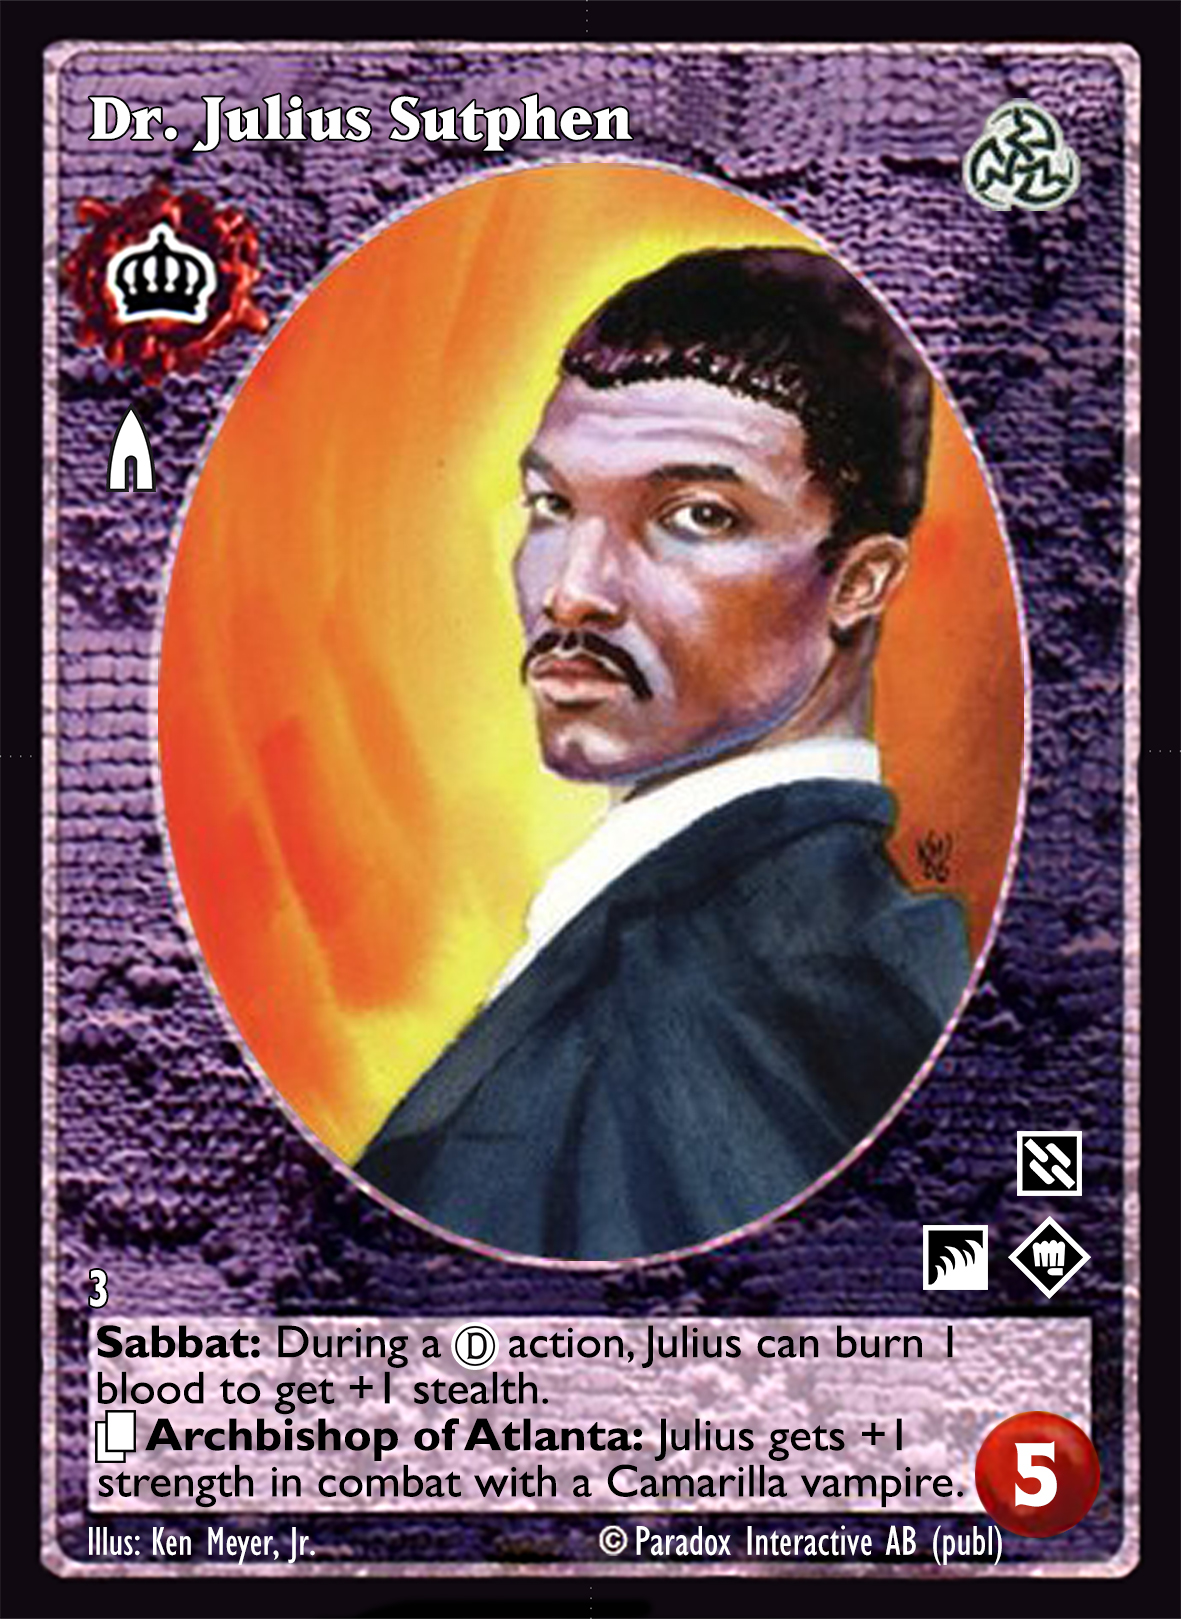 Dr. Julius Sutphen
3
Sabbat: During a Ⓓ action, Julius can burn 1
blood to get +1 stealth.
Archbishop of Atlanta: Julius gets +1
strength in combat with a Camarilla vampire.
5
Illus: Ken Meyer, Jr. © Paradox Interactive AB (publ)